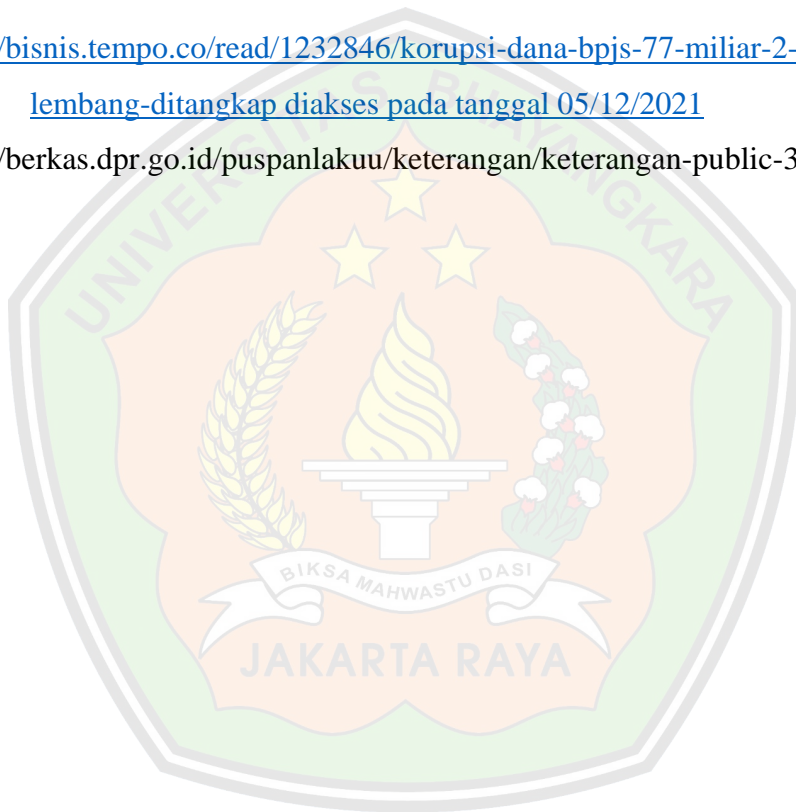 /bisnis.tempo.co/read/1232846/korupsi-dana-bpjs-77-miliar-2-
lembang-ditangkap diakses pada tanggal 05/12/2021
/berkas.dpr.go.id/puspanlakuu/keterangan/keterangan-public-3
UNIVERSITAS BHAYANGKARA
BIKSA MAHWASTU DASI
JAKARTA RAYA